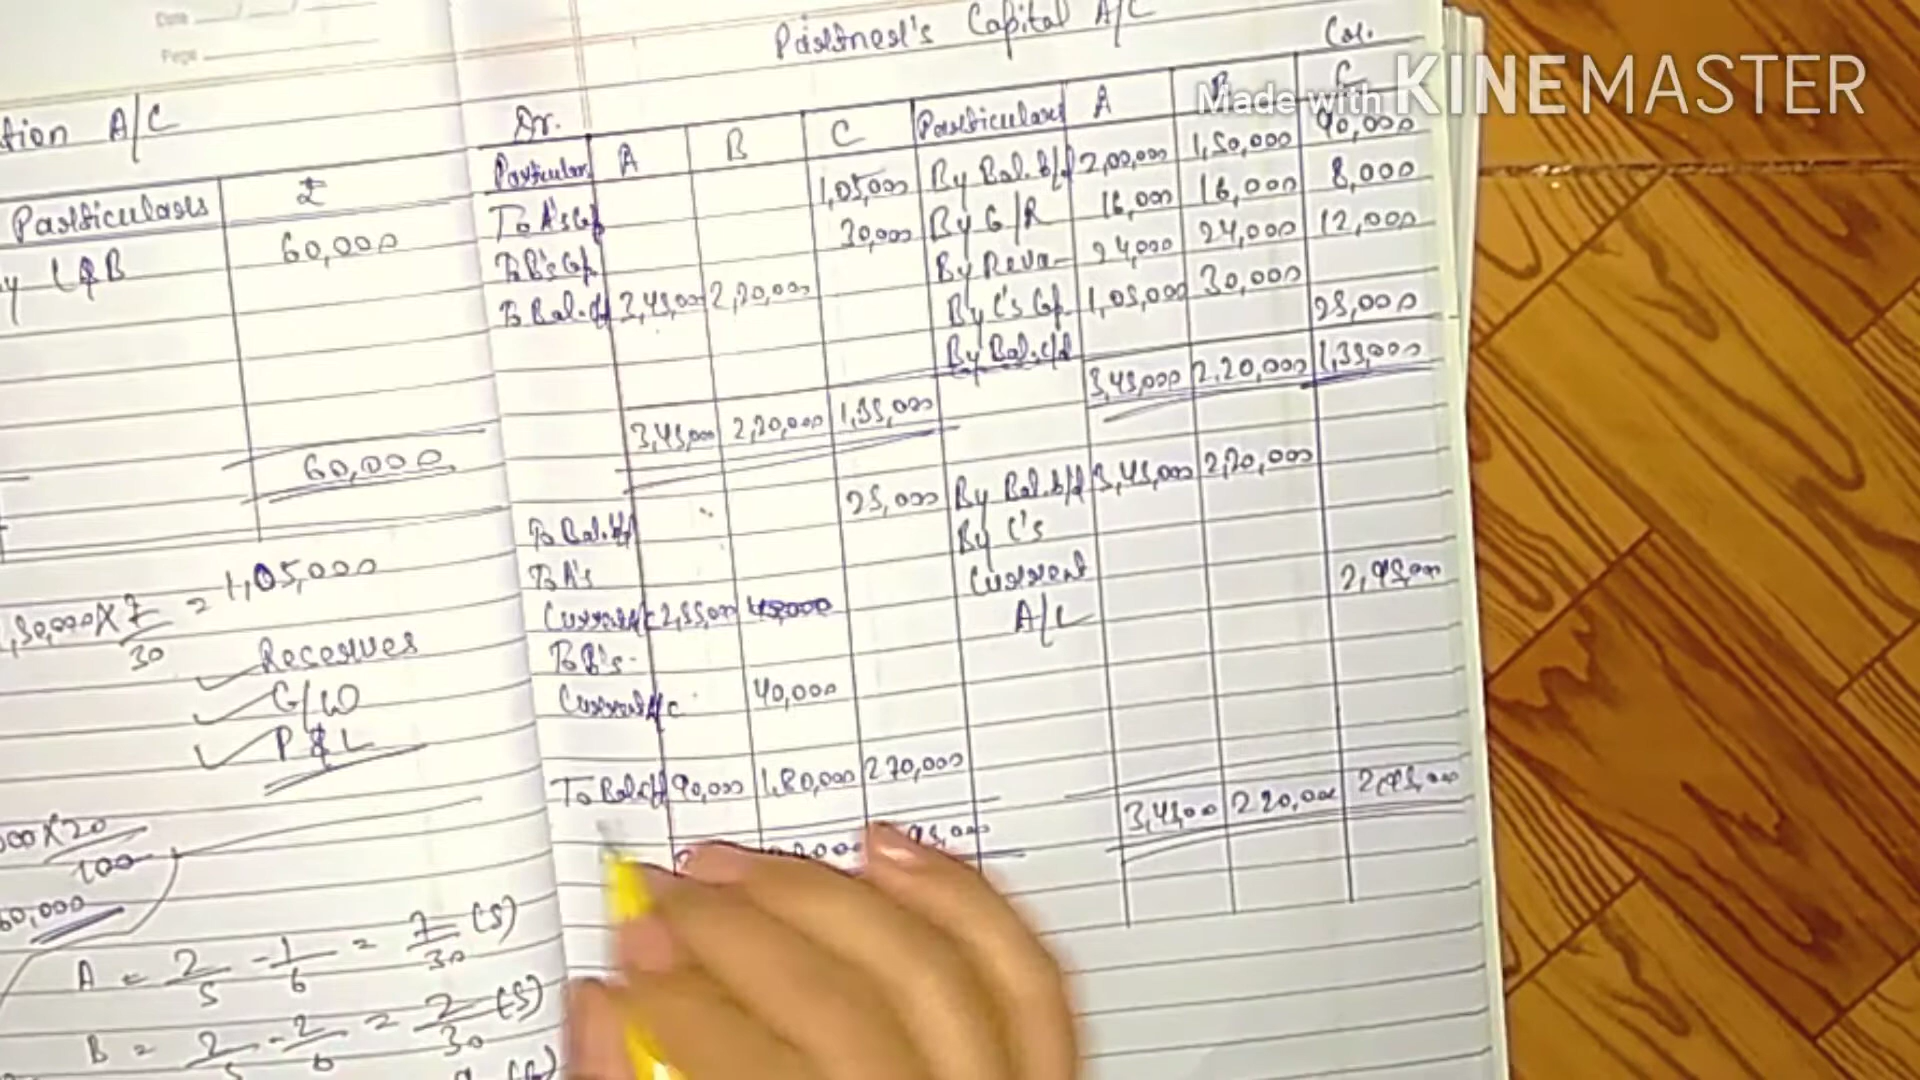 Date
Page
tion A/C
Particulars ₹
60,000
60,000
,50,000 × 7/30 = 1,05,000
Reserves
G/W
P & L
000 × 20/100
60,000
A = 2/5 - 1/6 = 7/30 (S)
B = 2/5 - 2/6 = 2/30 (S)
Partner's Capital A/C
Dr.
Particulars A B C Particulars A B C
To A's Cap 1,05,000 By Bal. b/d 2,00,000 1,50,000 90,000
To B's Cap. 30,000 By G/R 16,000 16,000 8,000
To Bal. c/d 3,45,000 2,20,000 By Reva 24,000 24,000 12,000
By C's Cap. 1,05,000 30,000
By Bal. c/d 25,000
3,45,000 2,20,000 1,35,000 3,45,000 2,20,000 1,35,000
To Bal. b/d 25,000 By Bal. b/d 3,45,000 2,20,000
To A's By C's
Current A/C 2,55,000 Current 2,95,000
To B's A/C
Current A/c 40,000
To Bal c/d 90,000 1,80,000 2,70,000
3,45,00 2 20,000 2,95,000
Made with KINEMASTER